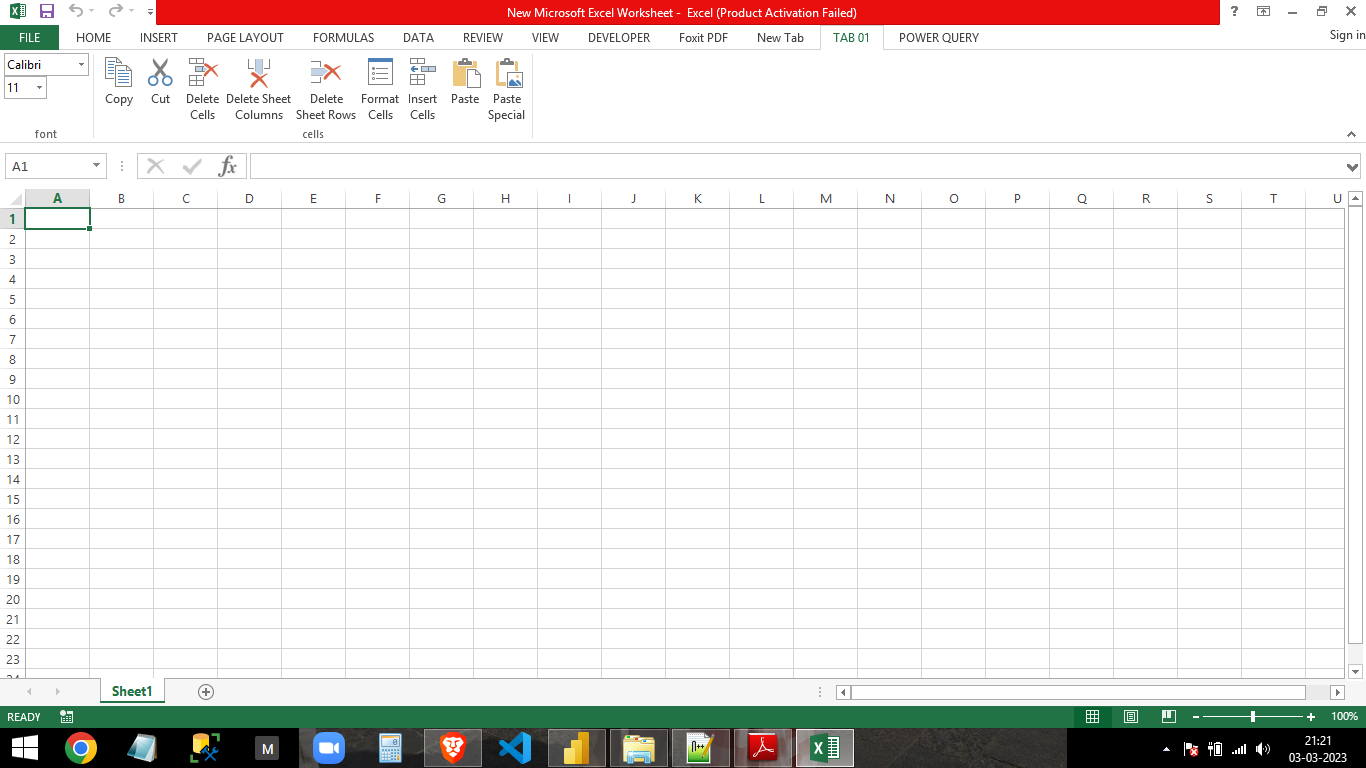 New Microsoft Excel Worksheet - Excel (Product Activation Failed)
?
FILE HOME INSERT PAGE LAYOUT FORMULAS DATA REVIEW VIEW DEVELOPER Foxit PDF New Tab TAB 01 POWER QUERY Sign in
Calibri
11
font
Copy
Cut
Delete
Cells
Delete Sheet
Columns
Delete
Sheet Rows
Format
Cells
Insert
Cells
Paste
Paste
Special
cells
A1
fx
A B C D E F G H I J K L M N O P Q R S T U
1
2
3
4
5
6
7
8
9
10
11
12
13
14
15
16
17
18
19
20
21
22
23
24
Sheet1
READY
100%
M
21:21
03-03-2023